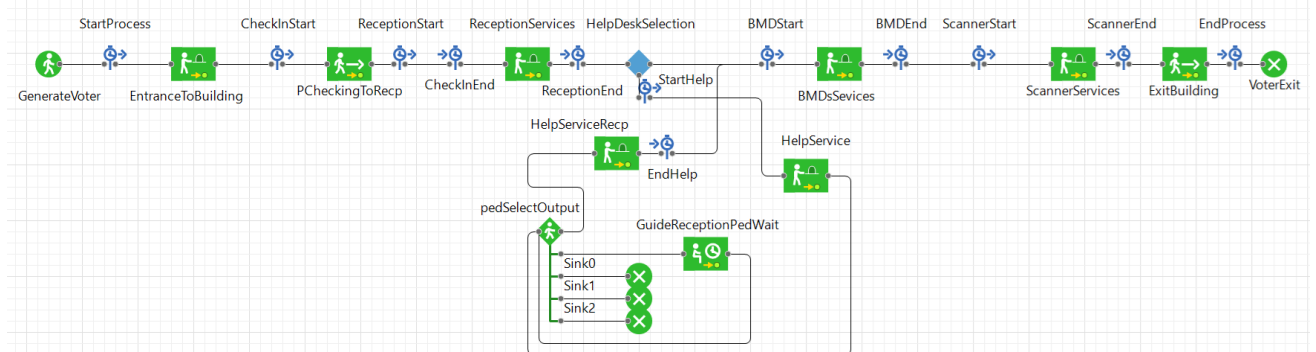 StartProcess
CheckInStart
ReceptionStart
ReceptionServices
HelpDeskSelection
BMDStart
BMDEnd
ScannerStart
ScannerEnd
EndProcess
GenerateVoter
EntranceToBuilding
PCheckingToRecp
CheckInEnd
ReceptionEnd
StartHelp
BMDsSevices
ScannerServices
ExitBuilding
VoterExit
HelpServiceRecp
HelpService
EndHelp
pedSelectOutput
GuideReceptionPedWait
Sink0
Sink1
Sink2